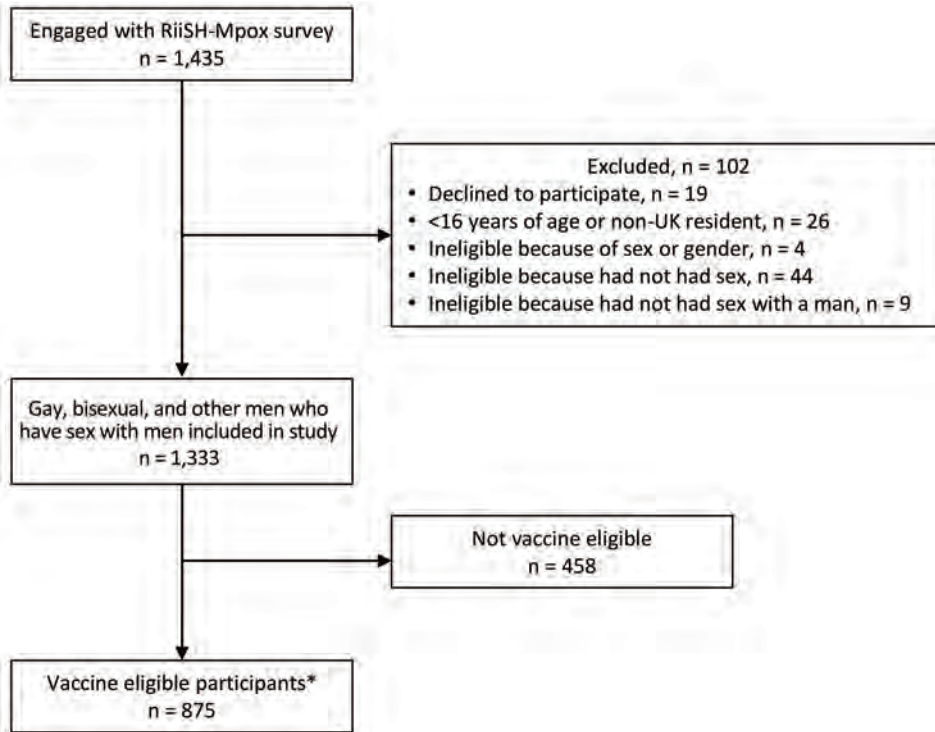 Engaged with RiiSH-Mpox survey
n = 1,435
Excluded, n = 102
• Declined to participate, n = 19
• <16 years of age or non-UK resident, n = 26
• Ineligible because of sex or gender, n = 4
• Ineligible because had not had sex, n = 44
• Ineligible because had not had sex with a man, n = 9
Gay, bisexual, and other men who
have sex with men included in study
n = 1,333
Not vaccine eligible
n = 458
Vaccine eligible participants*
n = 875